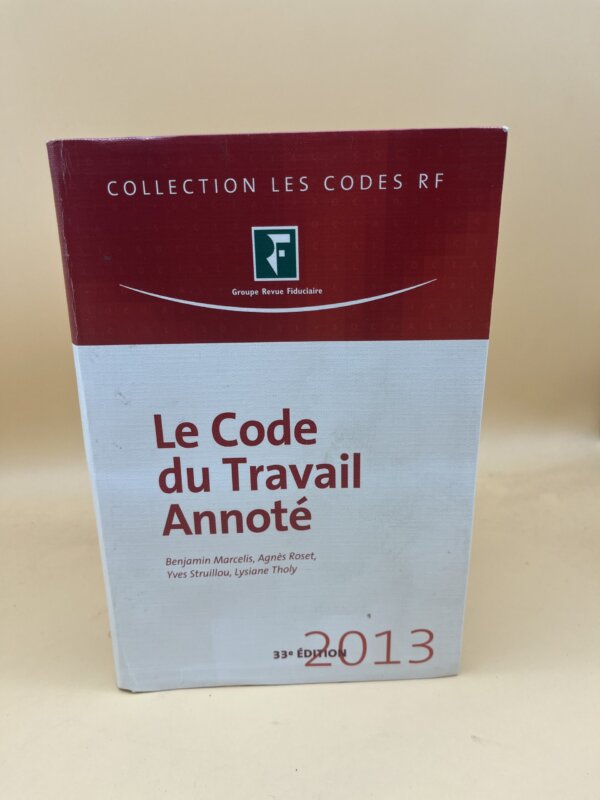 COLLECTION LES CODES RF
RF
Groupe Revue Fiduciaire
Le Code
du Travail
Annoté
Benjamin Marcelis, Agnès Roset,
Yves Struillou, Lysiane Tholy
33e ÉDITION 2013